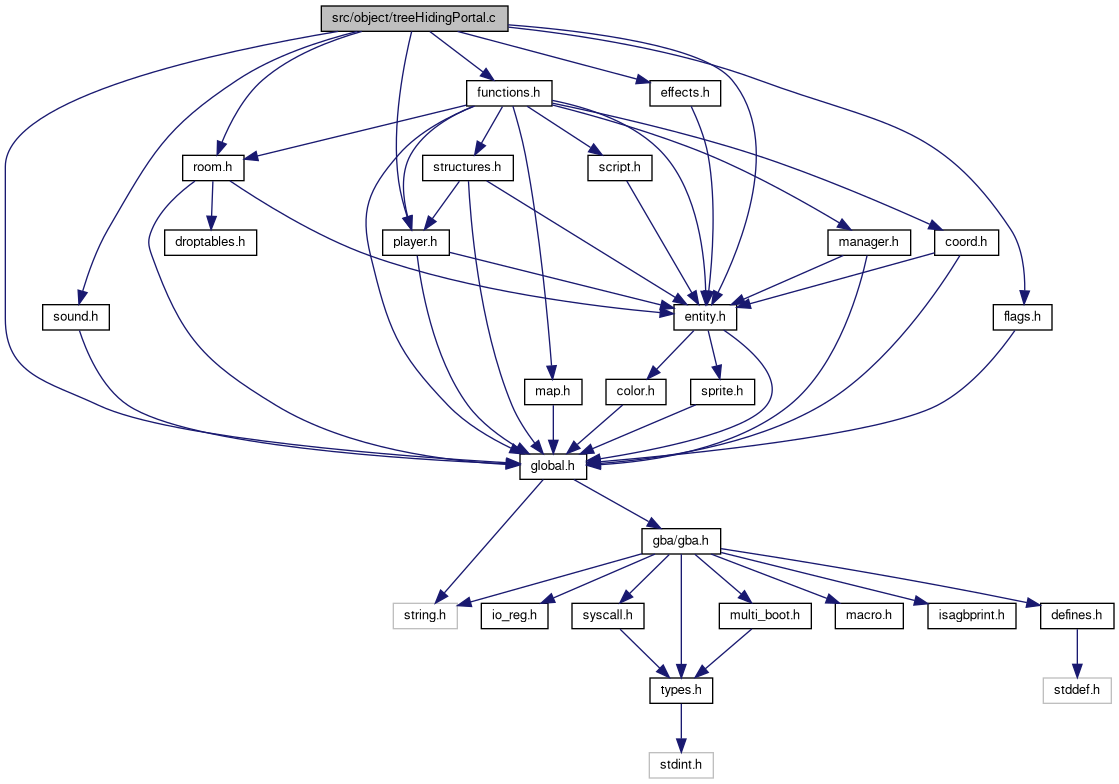 src/object/treeHidingPortal.c
functions.h
effects.h
room.h
structures.h
script.h
droptables.h
player.h
manager.h
coord.h
sound.h
entity.h
flags.h
map.h
color.h
sprite.h
global.h
gba/gba.h
string.h
io_reg.h
syscall.h
multi_boot.h
macro.h
isagbprint.h
defines.h
types.h
stddef.h
stdint.h